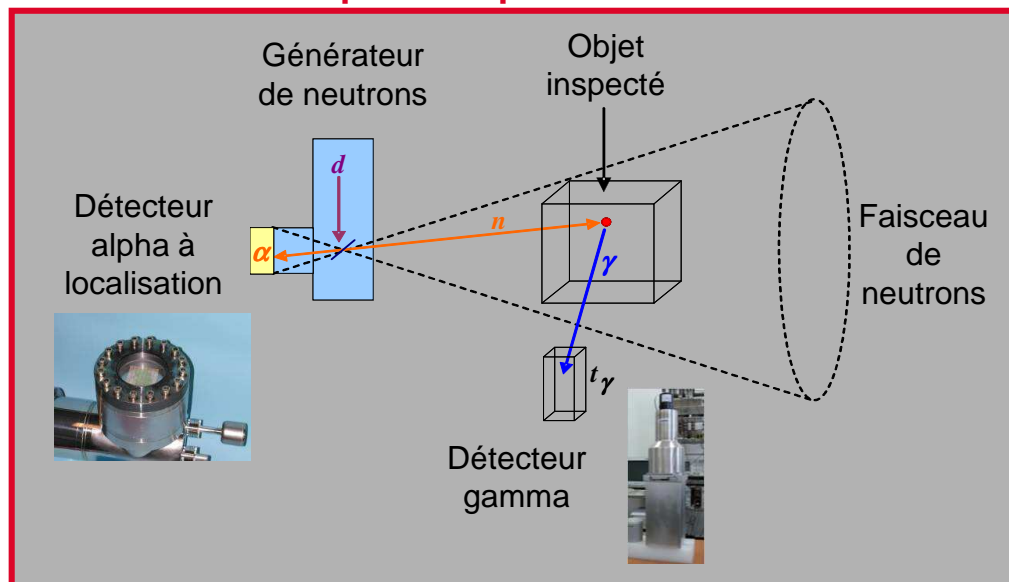 Générateur
de neutrons
Objet
inspecté
d
Détecteur
alpha à
localisation
α
n
γ
Faisceau
de
neutrons
tγ
Détecteur
gamma